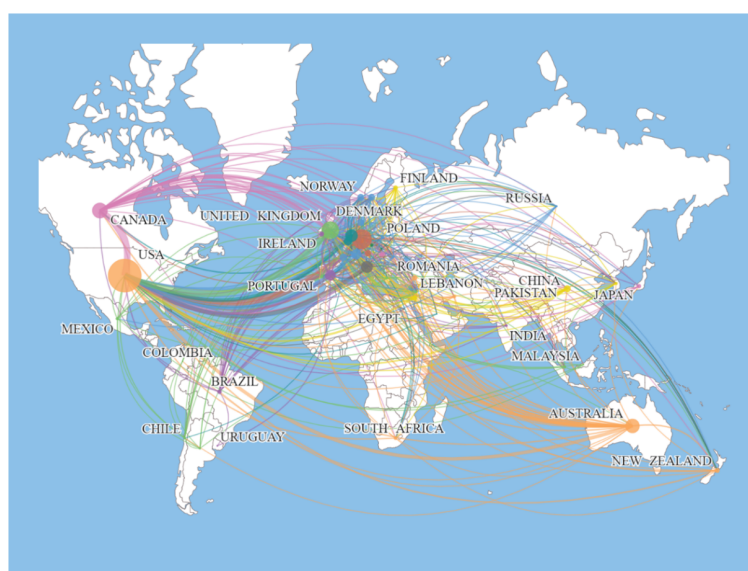 FINLAND
NORWAY
RUSSIA
DENMARK
CANADA
UNITED KINGDOM
POLAND
IRELAND
USA
ROMANIA
CHINA
LEBANON
PORTUGAL
PAKISTAN
JAPAN
EGYPT
MEXICO
INDIA
COLOMBIA
MALAYSIA
BRAZIL
AUSTRALIA
CHILE
SOUTH AFRICA
URUGUAY
NEW ZEALAND